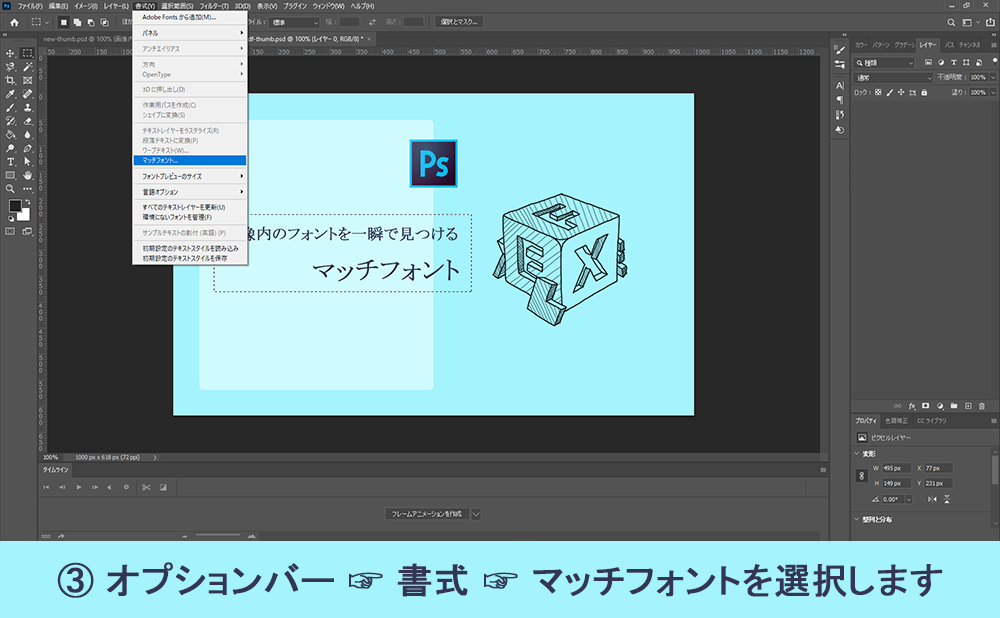 Ps
ファイル(F) 編集(E) イメージ(I) レイヤー(L) 書式(Y) 選択範囲(S) フィルター(T) 3D(D) 表示(V) プラグイン ウィンドウ(W) ヘルプ(H)
標準 幅: 高さ: 選択とマスク...
Adobe Fonts から追加(M)...
パネル
アンチエイリアス
方向
OpenType
3D に押し出し(D)
作業用パスを作成(C)
シェイプに変換(S)
テキストレイヤーをラスタライズ(R)
段落テキストに変換(P)
ワープテキスト(W)...
マッチフォント...
フォントプレビューのサイズ
言語オプション
すべてのテキストレイヤーを更新(U)
環境にないフォントを管理(F)
サンプルテキストの割付 (英語) (P)
初期設定のテキストスタイルを読み込み
初期設定のテキストスタイルを保存
df-thumb.psd @ 100% (レイヤー 0, RGB/8) *
Ps
像内のフォントを一瞬で見つける
マッチフォント
F
E
X
カラー パターン グラデーション レイヤー パス チャンネル
種類
通常 不透明度: 100%
ロック: 塗り: 100%
プロパティ 色調補正 CC ライブラリ
ピクセルレイヤー
変形
W 495 px X 77 px
H 149 px Y 231 px
0.00°
整列と分布
100% 1000 px x 618 px (72 ppi)
タイムライン
フレームアニメーションを作成
③ オプションバー ☞ 書式 ☞ マッチフォントを選択します